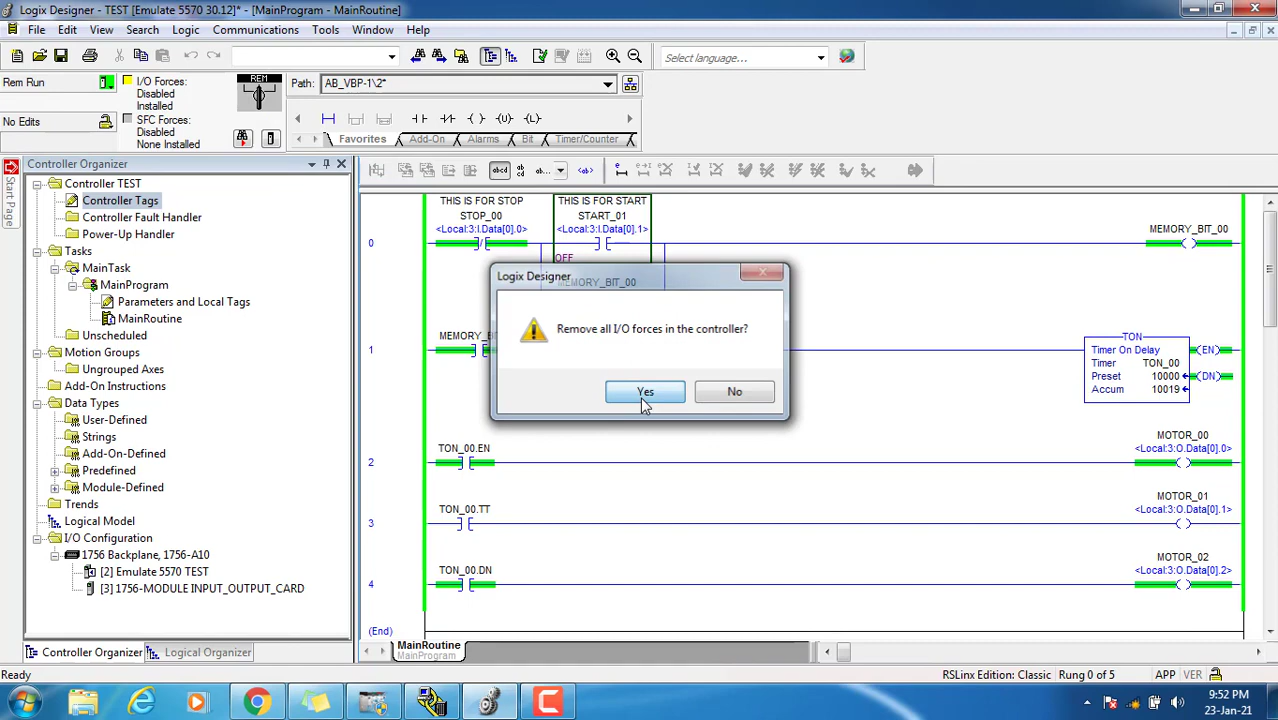 Logix Designer - TEST [Emulate 5570 30.12]* - [MainProgram - MainRoutine]
File Edit View Search Logic Communications Tools Window Help
Select language...
Rem Run
I/O Forces:
Disabled
Installed
No Edits
SFC Forces:
Disabled
None Installed
REM
Path: AB_VBP-1\2*
Favorites Add-On Alarms Bit Timer/Counter
Start Page
Controller Organizer
Controller TEST
Controller Tags
Controller Fault Handler
Power-Up Handler
Tasks
MainTask
MainProgram
Parameters and Local Tags
MainRoutine
Unscheduled
Motion Groups
Ungrouped Axes
Add-On Instructions
Data Types
User-Defined
Strings
Add-On-Defined
Predefined
Module-Defined
Trends
Logical Model
I/O Configuration
1756 Backplane, 1756-A10
[2] Emulate 5570 TEST
[3] 1756-MODULE INPUT_OUTPUT_CARD
Controller Organizer Logical Organizer
abcd ab ab...
THIS IS FOR STOP
STOP_00
<Local:3:I.Data[0].0>
THIS IS FOR START
START_01
<Local:3:I.Data[0].1>
OFF
MEMORY_BIT_00
0
MEMORY_BIT_00
Logix Designer
Remove all I/O forces in the controller?
Yes No
1
MEMORY_B
TON
Timer On Delay
Timer TON_00
Preset 10000
Accum 10019
EN
DN
2
TON_00.EN
MOTOR_00
<Local:3:O.Data[0].0>
3
TON_00.TT
MOTOR_01
<Local:3:O.Data[0].1>
4
TON_00.DN
MOTOR_02
<Local:3:O.Data[0].2>
(End)
MainRoutine
MainProgram
Ready
RSLinx Edition: Classic Rung 0 of 5 APP VER
9:52 PM
23-Jan-21